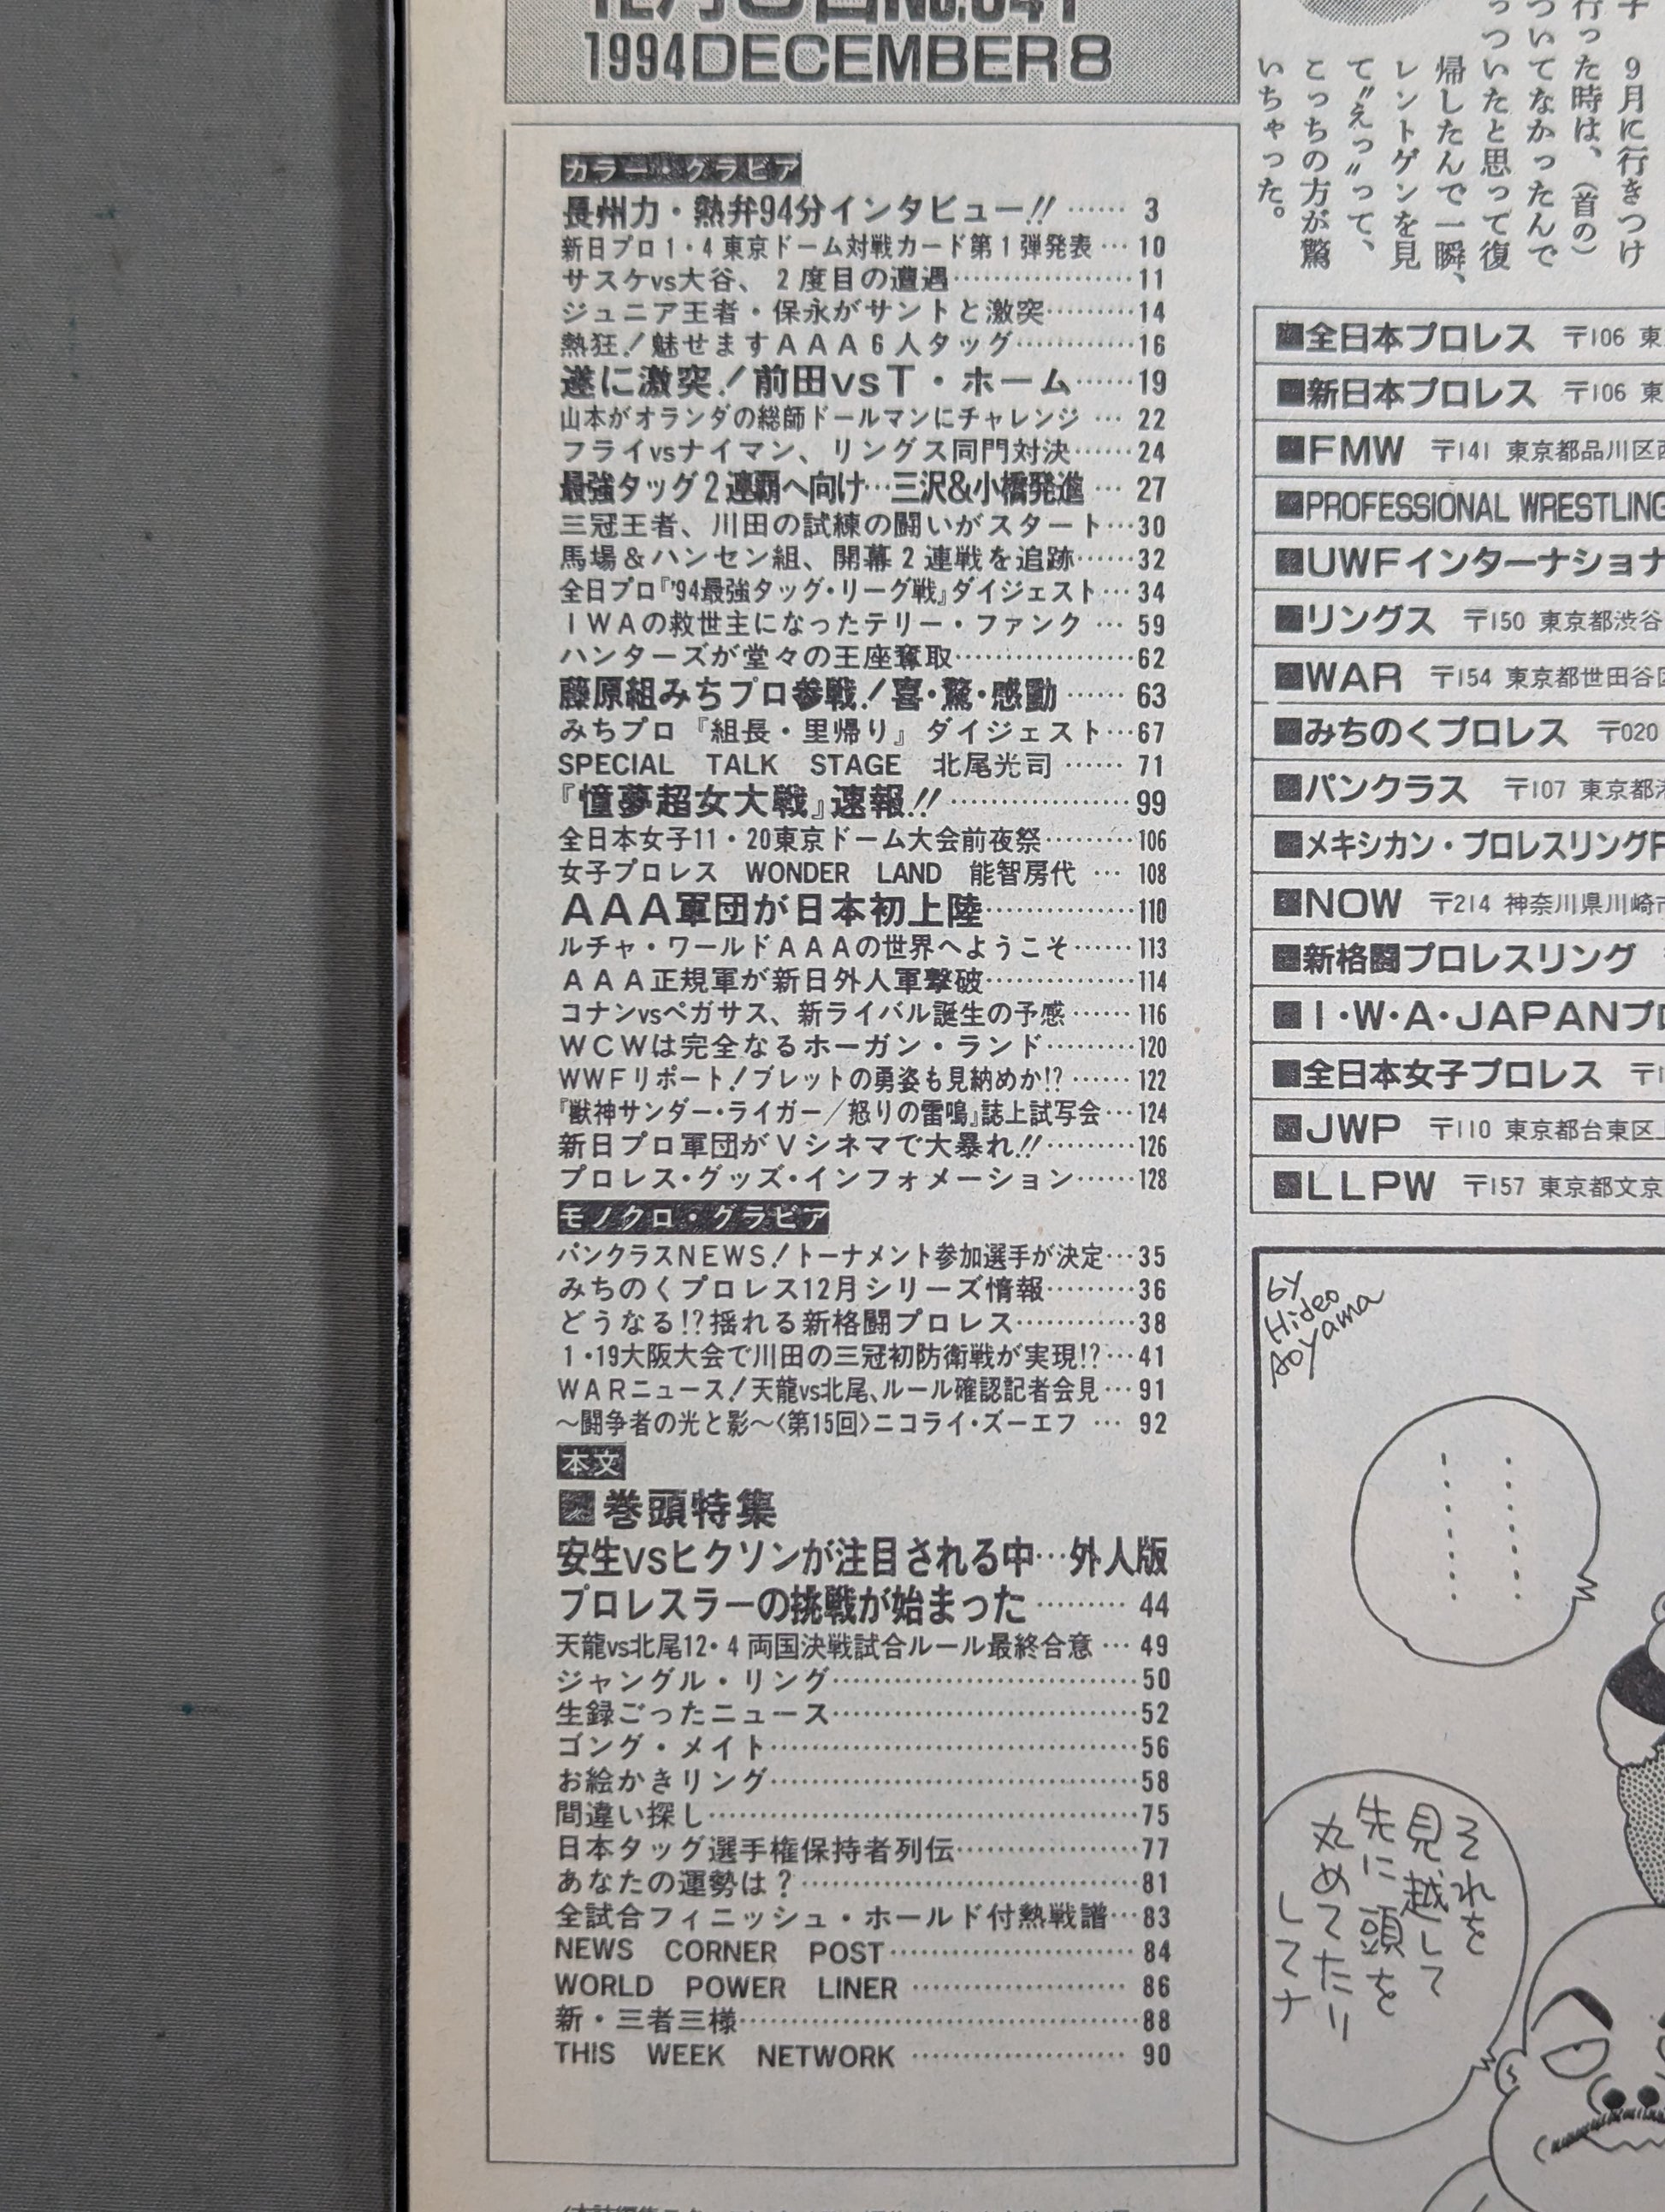 1994DECEMBER8
カラー・グラビア
長州力・熱弁94分インタビュー!!……3
新日プロ1・4東京ドーム対戦カード第1弾発表…10
サスケvs大谷、2度目の遭遇………………11
ジュニア王者・保永がサントと激突………14
熱狂!魅せますAAA6人タッグ…………16
遂に激突!前田vsT・ホーム……19
山本がオランダの総師ドールマンにチャレンジ…22
フライvsナイマン、リングス同門対決……24
最強タッグ2連覇へ向け…三沢&小橋発進…27
三冠王者、川田の試練の闘いがスタート…30
馬場&ハンセン組、開幕2連戦を追跡……32
全日プロ『'94最強タッグ・リーグ戦』ダイジェスト…34
IWAの救世主になったテリー・ファンク…59
ハンターズが堂々の王座奪取………………62
藤原組みちプロ参戦!喜・驚・感動……63
みちプロ『組長・里帰り』ダイジェスト…67
SPECIAL TALK STAGE 北尾光司……71
『憧夢超女大戦』速報!!………………99
全日本女子11・20東京ドーム大会前夜祭………106
女子プロレス WONDER LAND 能智房代…108
AAA軍団が日本初上陸……………110
ルチャ・ワールドAAAの世界へようこそ……113
AAA正規軍が新日外人軍撃破……………114
コナンvsペガサス、新ライバル誕生の予感……116
WCWは完全なるホーガン・ランド………120
WWFリポート!ブレットの勇姿も見納めか!?……122
『獣神サンダー・ライガー/怒りの雷鳴』誌上試写会…124
新日プロ軍団がVシネマで大暴れ!!………126
プロレス・グッズ・インフォメーション……128
モノクロ・グラビア
パンクラスNEWS!トーナメント参加選手が決定…35
みちのくプロレス12月シリーズ情報………36
どうなる!?揺れる新格闘プロレス…………38
1・19大阪大会で川田の三冠初防衛戦が実現!?…41
WARニュース!天龍vs北尾、ルール確認記者会見…91
〜闘争者の光と影〜〈第15回〉ニコライ・ズーエフ…92
本文
巻頭特集
安生vsヒクソンが注目される中…外人版
プロレスラーの挑戦が始まった………44
天龍vs北尾12・4両国決戦試合ルール最終合意…49
ジャングル・リング…………………………50
生録ごったニュース…………………………52
ゴング・メイト………………………………56
お絵かきリング………………………………58
間違い探し……………………………………75
日本タッグ選手権保持者列伝………………77
あなたの運勢は?……………………………81
全試合フィニッシュ・ホールド付熱戦譜…83
NEWS CORNER POST……………………84
WORLD POWER LINER…………………86
新・三者三様…………………………………88
THIS WEEK NETWORK…………………90
9月に行きつけ
行った時は、(首の)
ついてなかったんで
っついたと思って復
帰したんで一瞬、
レントゲンを見
て〝えっ〟って、
こっちの方が驚
いちゃった。
■全日本プロレス 〒106 東
■新日本プロレス 〒106 東
■FMW 〒141 東京都品川区西
■PROFESSIONAL WRESTLING
■UWFインターナショナ
■リングス 〒150 東京都渋谷
■WAR 〒154 東京都世田谷区
■みちのくプロレス 〒020
■パンクラス 〒107 東京都港
■メキシカン・プロレスリングF
■NOW 〒214 神奈川県川崎市
■新格闘プロレスリング
■I・W・A・JAPANプロ
■全日本女子プロレス 〒1
■JWP 〒110 東京都台東区上
■LLPW 〒157 東京都文京
by
Hideo
Aoyama
それを
見越して
先に頭を
丸めてたり
してナ